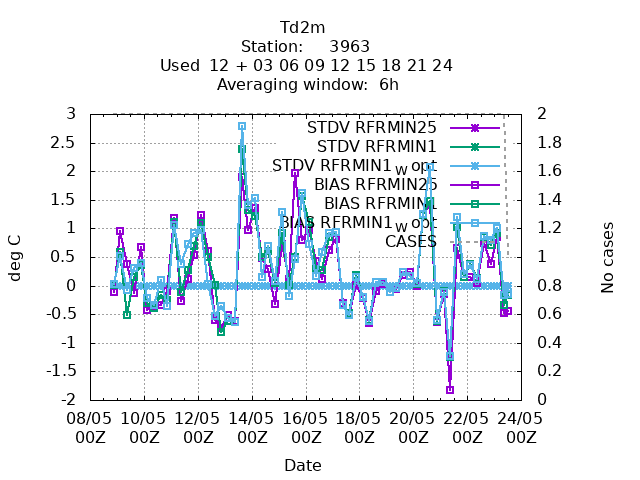 Td2m
Station: 3963
Used 12 + 03 06 09 12 15 18 21 24
Averaging window: 6h
3
2.5
2
1.5
1
0.5
0
-0.5
-1
-1.5
-2
deg C
STDV RFRMIN25
STDV RFRMIN1
STDV RFRMIN1wopt
BIAS RFRMIN25
BIAS RFRMIN1
BIAS RFRMIN1wopt
CASES
2
1.8
1.6
1.4
1.2
1
0.8
0.6
0.4
0.2
0
No cases
08/05 10/05 12/05 14/05 16/05 18/05 20/05 22/05 24/05
00Z 00Z 00Z 00Z 00Z 00Z 00Z 00Z 00Z
Date